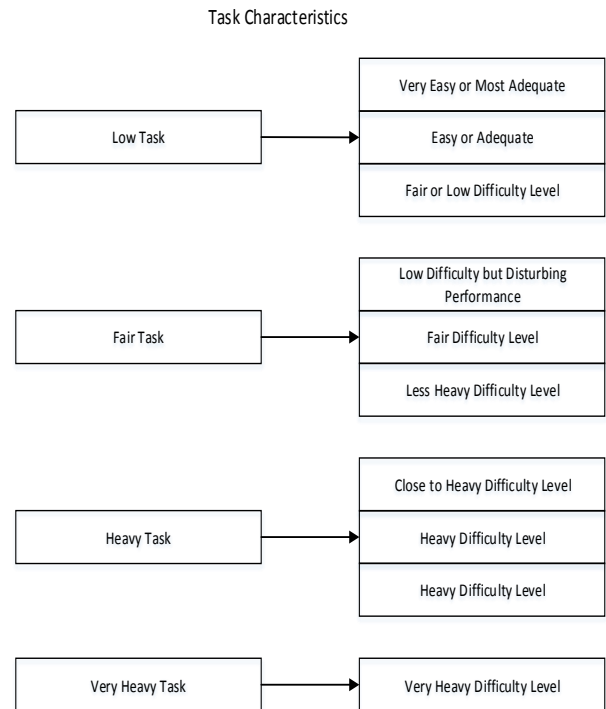 Task Characteristics
Low Task
Very Easy or Most Adequate
Easy or Adequate
Fair or Low Difficulty Level
Fair Task
Low Difficulty but Disturbing
Performance
Fair Difficulty Level
Less Heavy Difficulty Level
Heavy Task
Close to Heavy Difficulty Level
Heavy Difficulty Level
Heavy Difficulty Level
Very Heavy Task
Very Heavy Difficulty Level